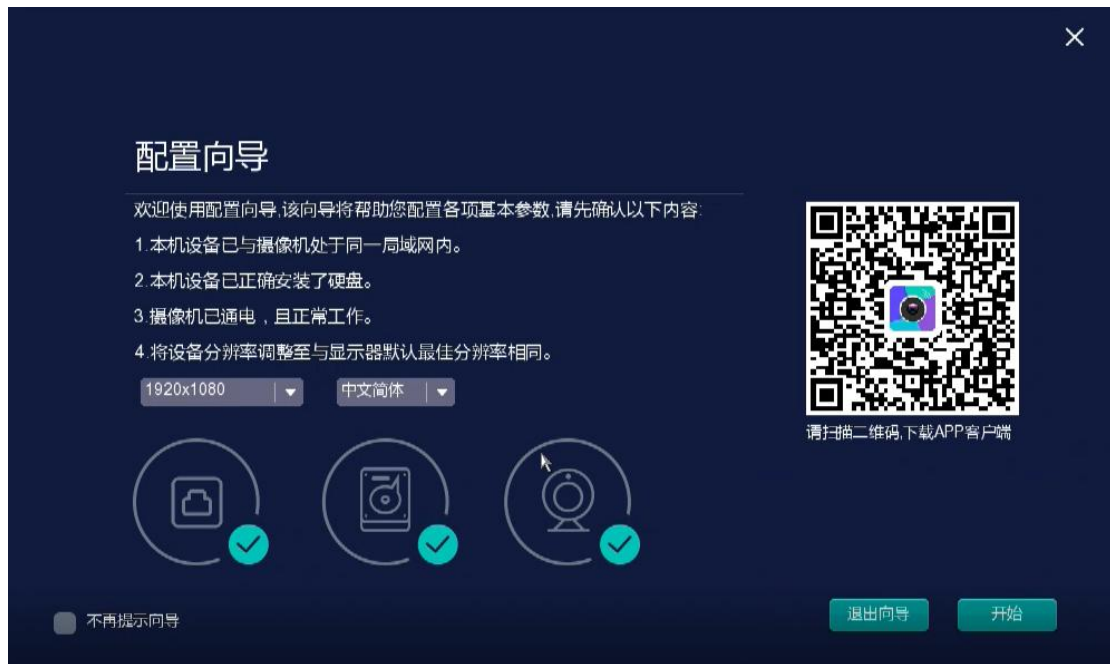 配置向导
欢迎使用配置向导,该向导将帮助您配置各项基本参数,请先确认以下内容:
1.本机设备已与摄像机处于同一局域网内。
2.本机设备已正确安装了硬盘。
3.摄像机已通电，且正常工作。
4.将设备分辨率调整至与显示器默认最佳分辨率相同。
1920x1080
中文简体
请扫描二维码,下载APP客户端
不再提示向导
退出向导
开始